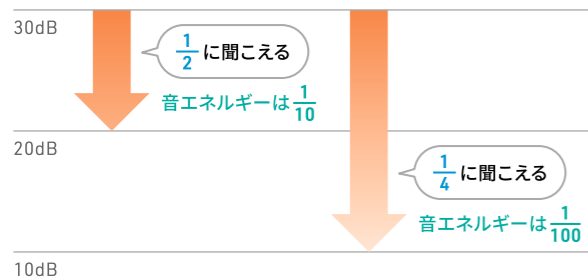 30dB
1/2 に聞こえる
音エネルギーは 1/10
20dB
1/4 に聞こえる
音エネルギーは 1/100
10dB